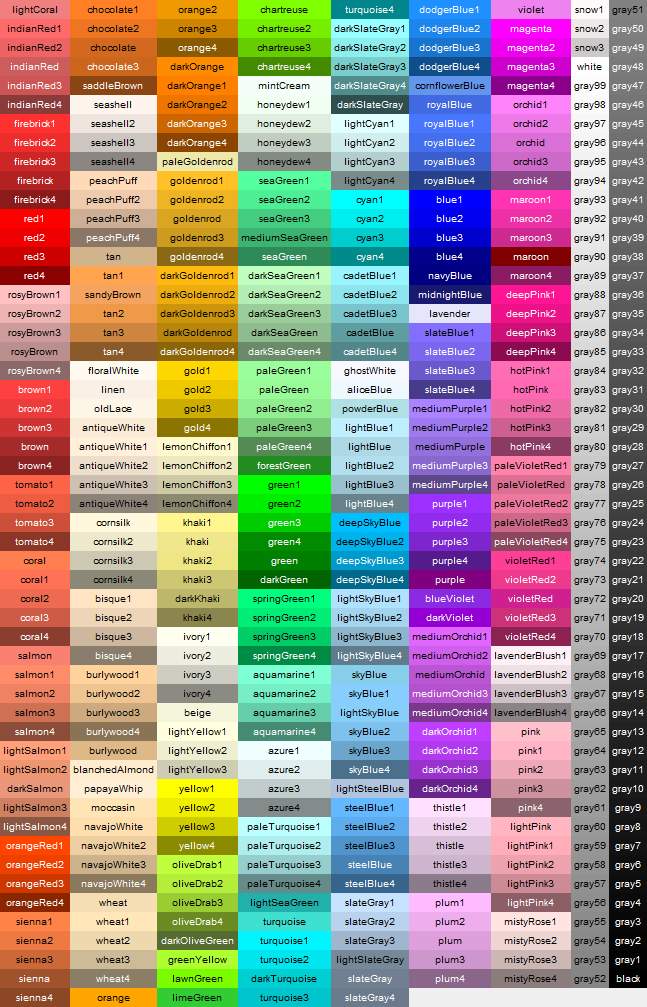 lightCoral
indianRed1
indianRed2
indianRed
indianRed3
indianRed4
firebrick1
firebrick2
firebrick3
firebrick
firebrick4
red1
red2
red3
red4
rosyBrown1
rosyBrown2
rosyBrown3
rosyBrown
rosyBrown4
brown1
brown2
brown3
brown
brown4
tomato1
tomato2
tomato3
tomato4
coral
coral1
coral2
coral3
coral4
salmon
salmon1
salmon2
salmon3
salmon4
lightSalmon1
lightSalmon2
darkSalmon
lightSalmon3
lightSalmon4
orangeRed1
orangeRed2
orangeRed3
orangeRed4
sienna1
sienna2
sienna3
sienna
sienna4
chocolate1
chocolate2
chocolate
chocolate3
saddleBrown
seashell
seashell2
seashell3
seashell4
peachPuff
peachPuff2
peachPuff3
peachPuff4
tan
tan1
sandyBrown
tan2
tan3
tan4
floralWhite
linen
oldLace
antiqueWhite
antiqueWhite1
antiqueWhite2
antiqueWhite3
antiqueWhite4
cornsilk
cornsilk2
cornsilk3
cornsilk4
bisque1
bisque2
bisque3
bisque4
burlywood1
burlywood2
burlywood3
burlywood4
burlywood
blanchedAlmond
papayaWhip
moccasin
navajoWhite
navajoWhite2
navajoWhite3
navajoWhite4
wheat
wheat1
wheat2
wheat3
wheat4
orange
orange2
orange3
orange4
darkOrange
darkOrange1
darkOrange2
darkOrange3
darkOrange4
paleGoldenrod
goldenrod1
goldenrod2
goldenrod
goldenrod3
goldenrod4
darkGoldenrod1
darkGoldenrod2
darkGoldenrod3
darkGoldenrod
darkGoldenrod4
gold1
gold2
gold3
gold4
lemonChiffon1
lemonChiffon2
lemonChiffon3
lemonChiffon4
khaki1
khaki
khaki2
khaki3
darkKhaki
khaki4
ivory1
ivory2
ivory3
ivory4
beige
lightYellow1
lightYellow2
lightYellow3
yellow1
yellow2
yellow3
yellow4
oliveDrab1
oliveDrab2
oliveDrab3
oliveDrab4
darkOliveGreen
greenYellow
lawnGreen
limeGreen
chartreuse
chartreuse2
chartreuse3
chartreuse4
mintCream
honeydew1
honeydew2
honeydew3
honeydew4
seaGreen1
seaGreen2
seaGreen3
mediumSeaGreen
seaGreen
darkSeaGreen1
darkSeaGreen2
darkSeaGreen3
darkSeaGreen
darkSeaGreen4
paleGreen1
paleGreen
paleGreen2
paleGreen3
paleGreen4
forestGreen
green1
green2
green3
green4
green
darkGreen
springGreen1
springGreen2
springGreen3
springGreen4
aquamarine1
aquamarine2
aquamarine3
aquamarine4
azure1
azure2
azure3
azure4
paleTurquoise1
paleTurquoise2
paleTurquoise3
paleTurquoise4
lightSeaGreen
turquoise
turquoise1
turquoise2
darkTurquoise
turquoise3
turquoise4
darkSlateGray1
darkSlateGray2
darkSlateGray3
darkSlateGray4
darkSlateGray
lightCyan1
lightCyan2
lightCyan3
lightCyan4
cyan1
cyan2
cyan3
cyan4
cadetBlue1
cadetBlue2
cadetBlue3
cadetBlue
cadetBlue4
ghostWhite
aliceBlue
powderBlue
lightBlue1
lightBlue
lightBlue2
lightBlue3
lightBlue4
deepSkyBlue
deepSkyBlue2
deepSkyBlue3
deepSkyBlue4
lightSkyBlue1
lightSkyBlue2
lightSkyBlue3
lightSkyBlue4
skyBlue
skyBlue1
lightSkyBlue
skyBlue2
skyBlue3
skyBlue4
lightSteelBlue
steelBlue1
steelBlue2
steelBlue3
steelBlue
steelBlue4
slateGray1
slateGray2
slateGray3
lightSlateGray
slateGray
slateGray4
dodgerBlue1
dodgerBlue2
dodgerBlue3
dodgerBlue4
cornflowerBlue
royalBlue
royalBlue1
royalBlue2
royalBlue3
royalBlue4
blue1
blue2
blue3
blue4
navyBlue
midnightBlue
lavender
slateBlue1
slateBlue2
slateBlue3
slateBlue4
mediumPurple1
mediumPurple2
mediumPurple
mediumPurple3
mediumPurple4
purple1
purple2
purple3
purple4
purple
blueViolet
darkViolet
mediumOrchid1
mediumOrchid2
mediumOrchid
mediumOrchid3
mediumOrchid4
darkOrchid1
darkOrchid2
darkOrchid3
darkOrchid4
thistle1
thistle2
thistle
thistle3
thistle4
plum1
plum2
plum
plum3
plum4
violet
magenta
magenta2
magenta3
magenta4
orchid1
orchid2
orchid
orchid3
orchid4
maroon1
maroon2
maroon3
maroon
maroon4
deepPink1
deepPink2
deepPink3
deepPink4
hotPink1
hotPink
hotPink2
hotPink3
hotPink4
paleVioletRed1
paleVioletRed
paleVioletRed2
paleVioletRed3
paleVioletRed4
violetRed1
violetRed2
violetRed
violetRed3
violetRed4
lavenderBlush1
lavenderBlush2
lavenderBlush3
lavenderBlush4
pink
pink1
pink2
pink3
pink4
lightPink
lightPink1
lightPink2
lightPink3
lightPink4
mistyRose1
mistyRose2
mistyRose3
mistyRose4
snow1
snow2
snow3
white
gray99
gray98
gray97
gray96
gray95
gray94
gray93
gray92
gray91
gray90
gray89
gray88
gray87
gray86
gray85
gray84
gray83
gray82
gray81
gray80
gray79
gray78
gray77
gray76
gray75
gray74
gray73
gray72
gray71
gray70
gray69
gray68
gray67
gray66
gray65
gray64
gray63
gray62
gray61
gray60
gray59
gray58
gray57
gray56
gray55
gray54
gray53
gray52
gray51
gray50
gray49
gray48
gray47
gray46
gray45
gray44
gray43
gray42
gray41
gray40
gray39
gray38
gray37
gray36
gray35
gray34
gray33
gray32
gray31
gray30
gray29
gray28
gray27
gray26
gray25
gray24
gray23
gray22
gray21
gray20
gray19
gray18
gray17
gray16
gray15
gray14
gray13
gray12
gray11
gray10
gray9
gray8
gray7
gray6
gray5
gray4
gray3
gray2
gray1
black